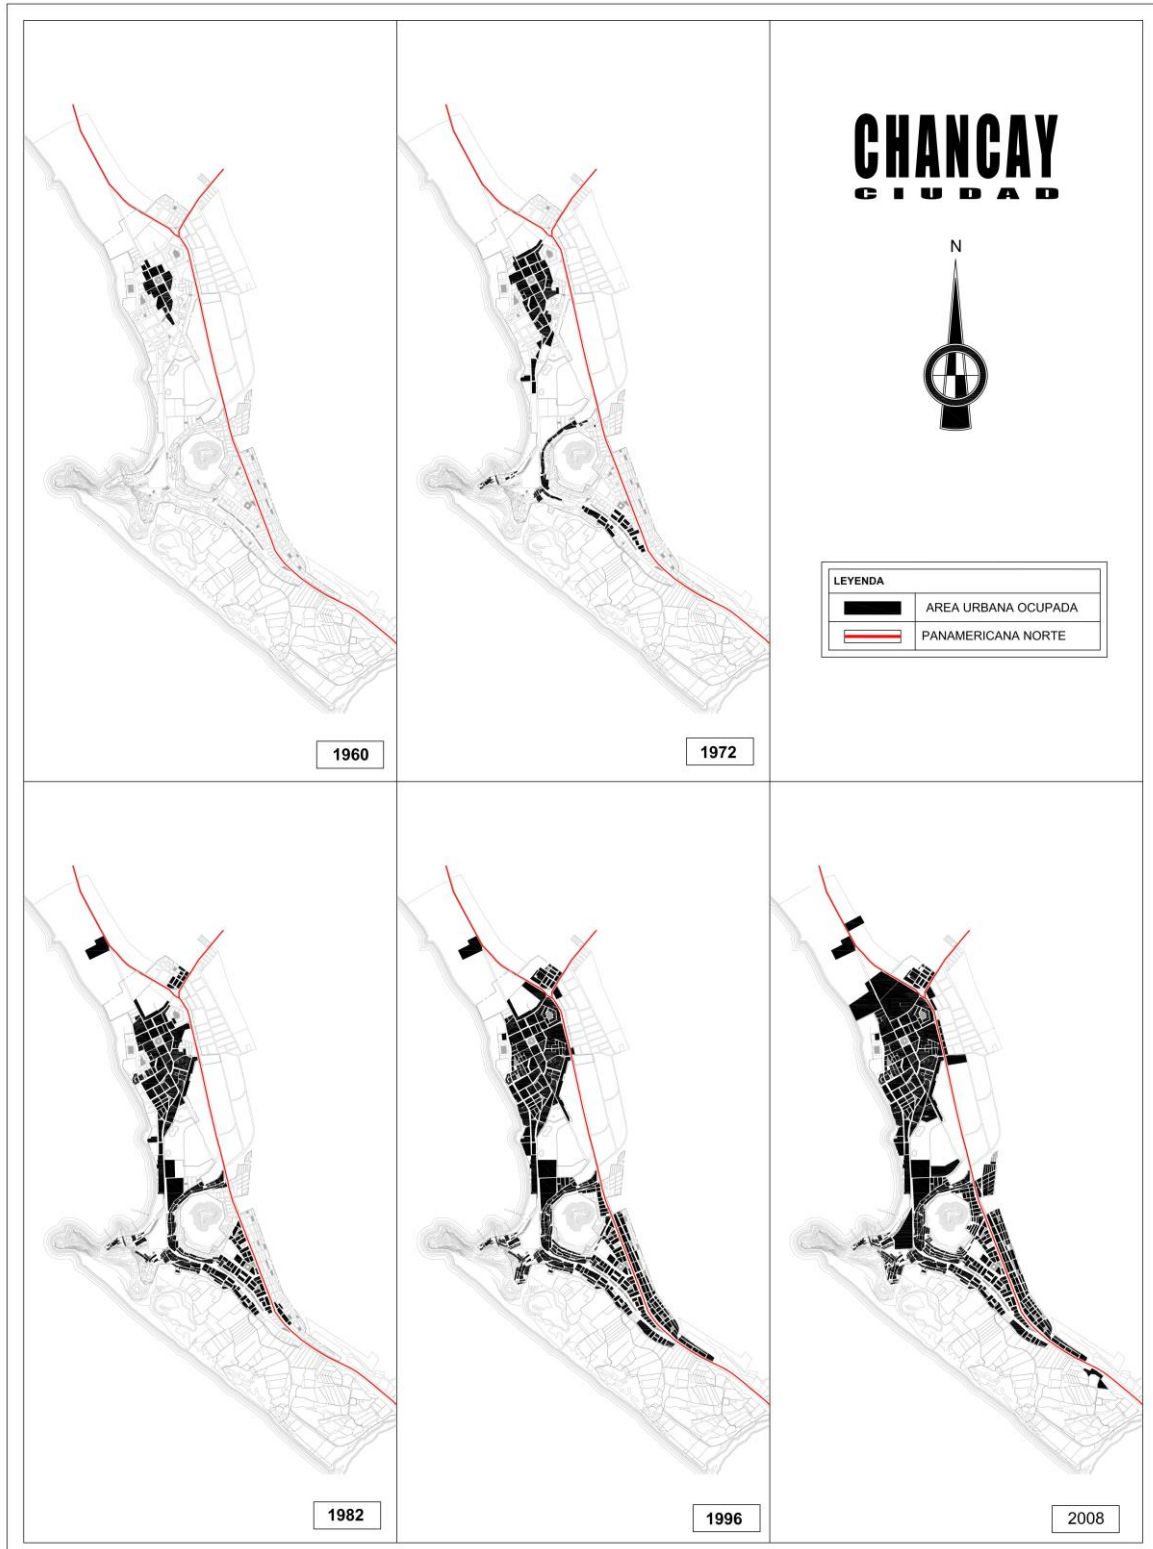 CHANCAY
CIUDAD
N
LEYENDA
AREA URBANA OCUPADA
PANAMERICANA NORTE
1960
1972
1982
1996
2008